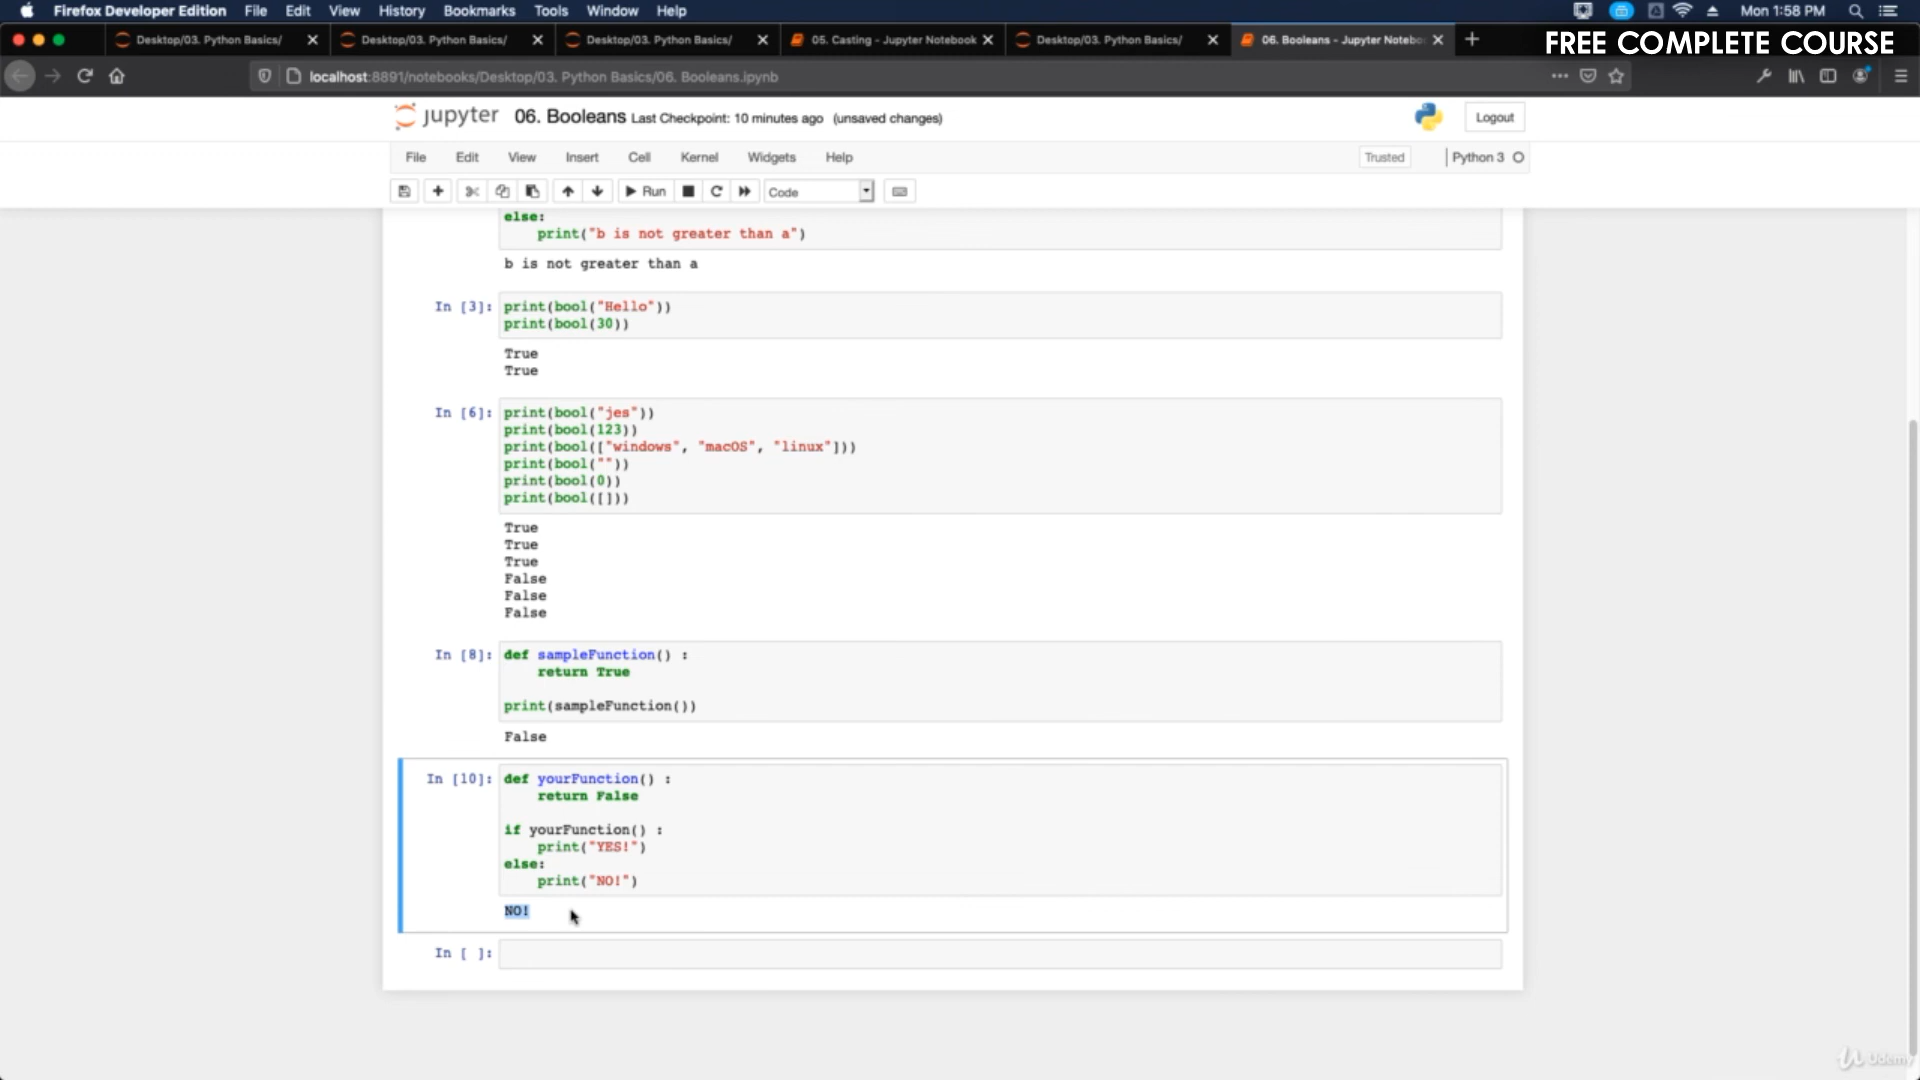 Firefox Developer Edition File Edit View History Bookmarks Tools Window Help Mon 1:58 PM
Desktop/03. Python Basics/ Desktop/03. Python Basics/ Desktop/03. Python Basics/ 05. Casting - Jupyter Notebook Desktop/03. Python Basics/ 06. Booleans - Jupyter Notebo
FREE COMPLETE COURSE
localhost:8891/notebooks/Desktop/03. Python Basics/06. Booleans.ipynb
jupyter 06. Booleans Last Checkpoint: 10 minutes ago (unsaved changes) Logout
File Edit View Insert Cell Kernel Widgets Help Trusted Python 3
Run Code
else:
print("b is not greater than a")
b is not greater than a
In [3]: print(bool("Hello"))
print(bool(30))
True
True
In [6]: print(bool("jes"))
print(bool(123))
print(bool(["windows", "macOS", "linux"]))
print(bool(""))
print(bool(0))
print(bool([]))
True
True
True
False
False
False
In [8]: def sampleFunction() :
return True
print(sampleFunction())
False
In [10]: def yourFunction() :
return False
if yourFunction() :
print("YES!")
else:
print("NO!")
NO!
In [ ]:
Udemy